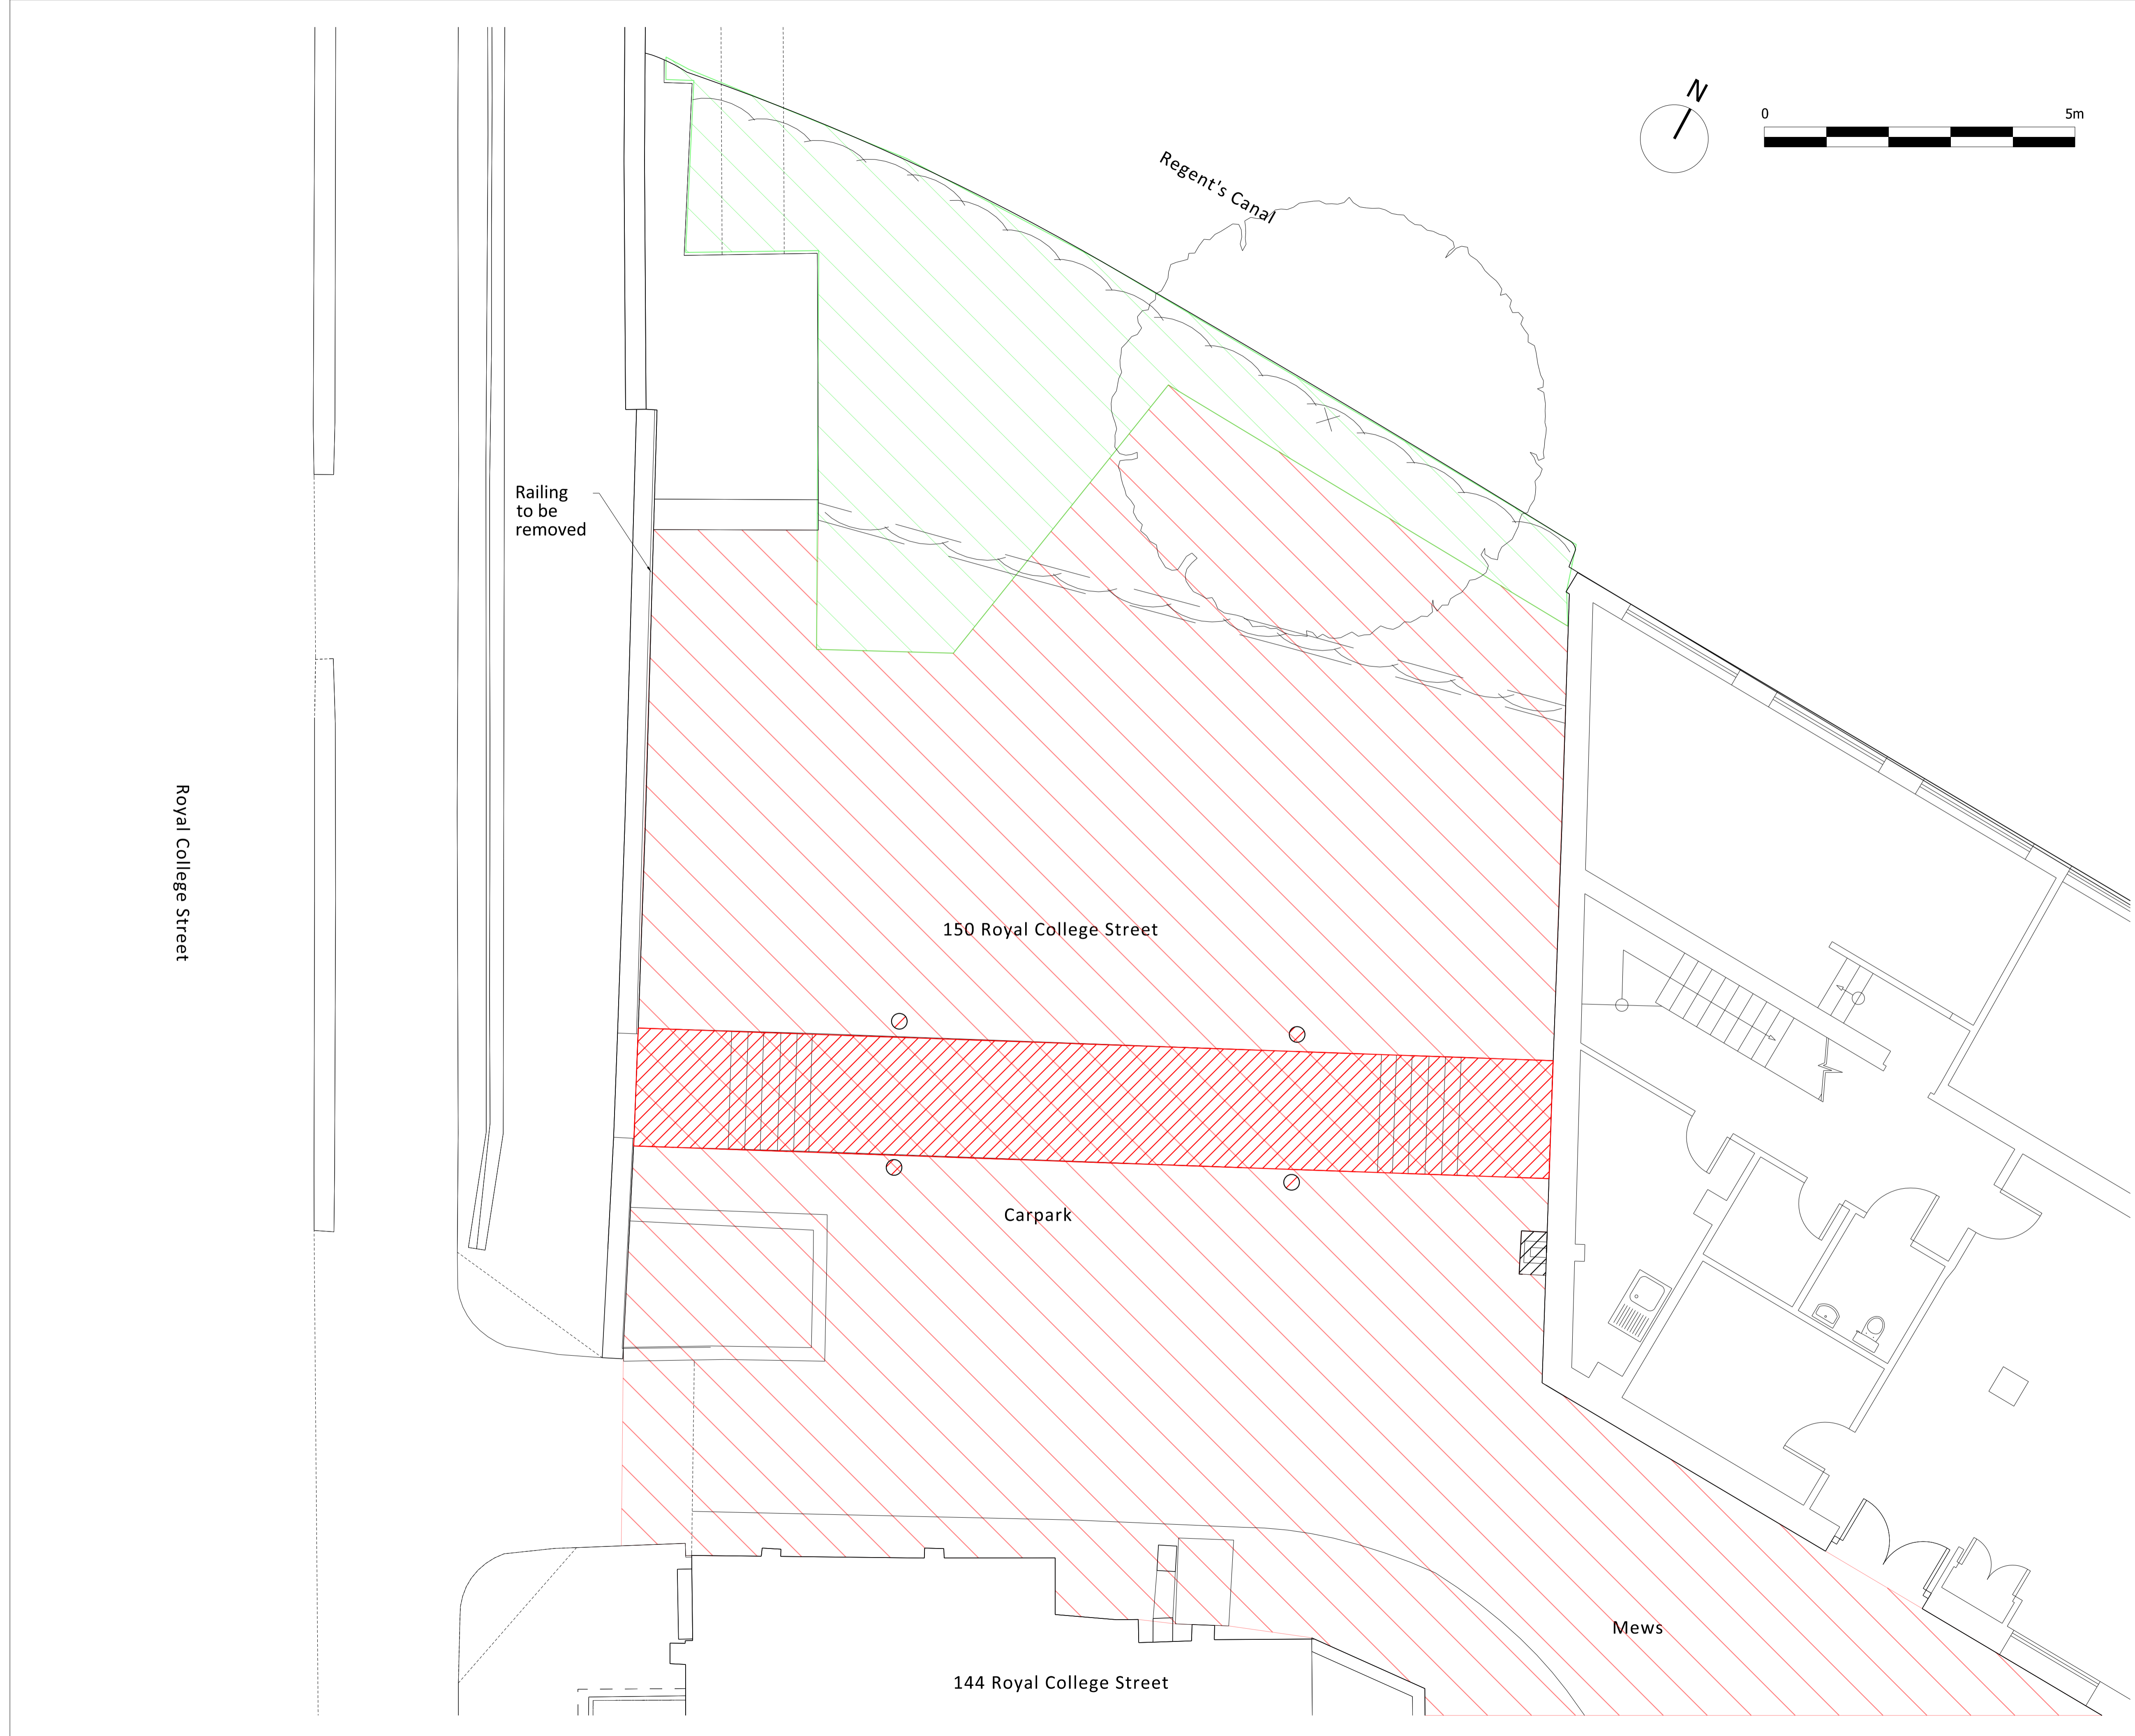 N
0
5m
Regent's Canal
Railing
to be
removed
Royal College Street
150 Royal College Street
Carpark
Mews
144 Royal College Street